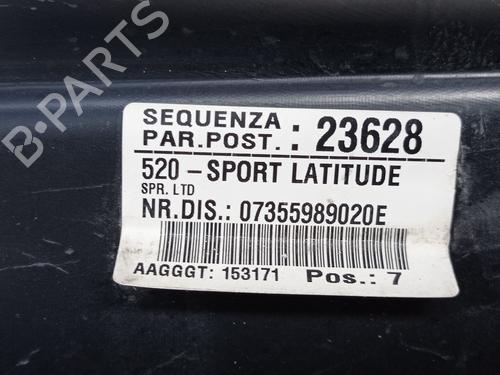 SEQUENZA
PAR.POST. : 23628
520 - SPORT LATITUDE
SPR. LTD
NR.DIS.: 07355989020E
AAGGGT: 153171 Pos.: 7
B-PARTS